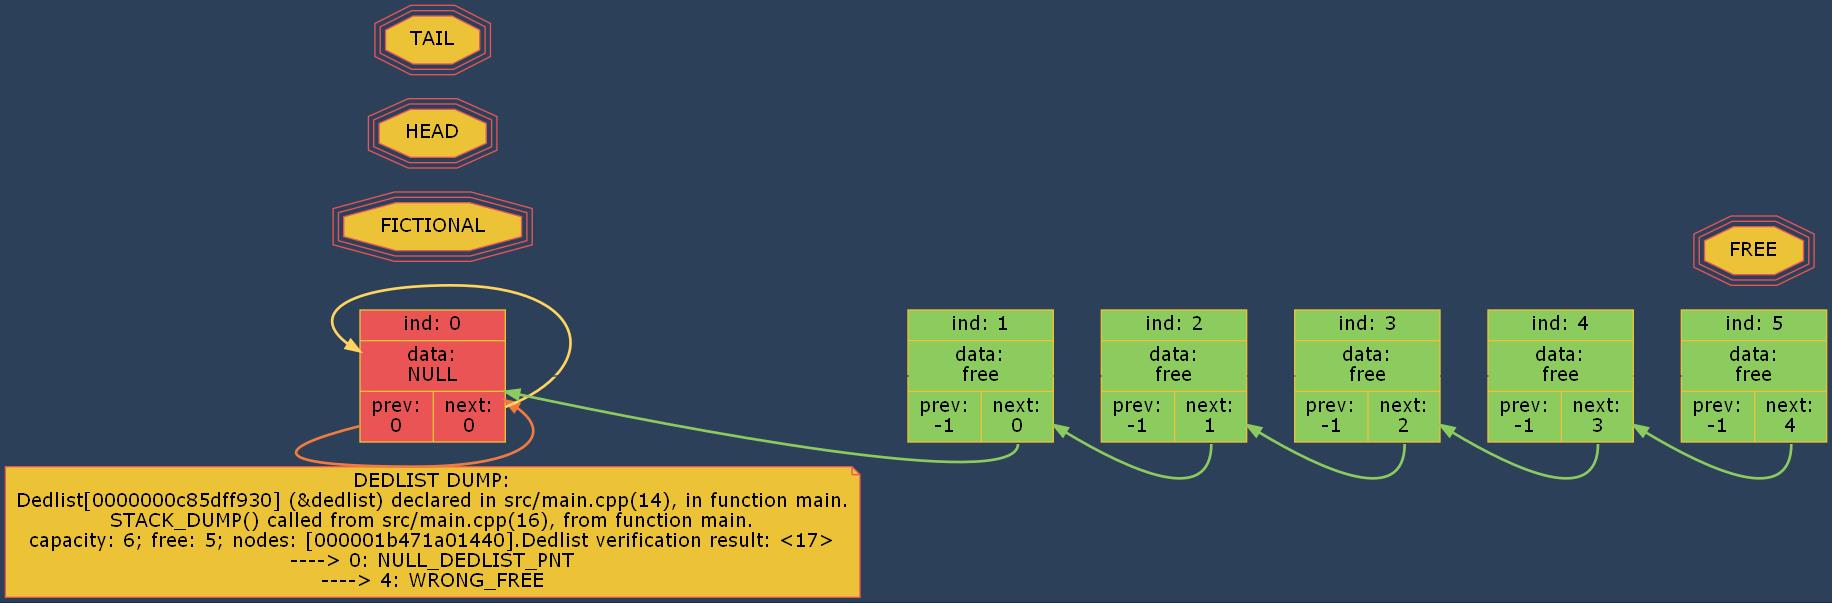 TAIL
HEAD
FICTIONAL
FREE
ind: 0
data:
NULL
prev:
0
next:
0
ind: 1
data:
free
prev:
-1
next:
0
ind: 2
data:
free
prev:
-1
next:
1
ind: 3
data:
free
prev:
-1
next:
2
ind: 4
data:
free
prev:
-1
next:
3
ind: 5
data:
free
prev:
-1
next:
4
DEDLIST DUMP:
Dedlist[0000000c85dff930] (&dedlist) declared in src/main.cpp(14), in function main.
STACK_DUMP() called from src/main.cpp(16), from function main.
capacity: 6; free: 5; nodes: [000001b471a01440].Dedlist verification result: <17>
----> 0: NULL_DEDLIST_PNT
----> 4: WRONG_FREE